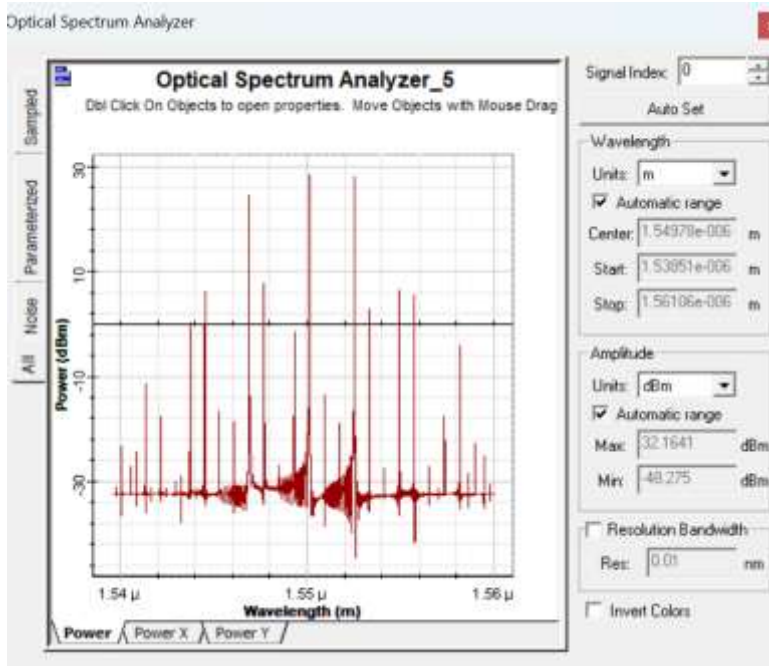 Optical Spectrum Analyzer
Signal Index: 0
Auto Set
Wavelength
Units: m
Automatic range
Center: 1.54978e-006 m
Start: 1.53851e-006 m
Stop: 1.56106e-006 m
Amplitude
Units: dBm
Automatic range
Max: 32.1641 dBm
Min: -48.275 dBm
Resolution Bandwidth
Res: 0.01 nm
Invert Colors
Sampled
Parameterized
Noise
All
Optical Spectrum Analyzer_5
Dbl Click On Objects to open properties. Move Objects with Mouse Drag
Power (dBm)
30
10
-10
-30
1.54 µ
1.55 µ
1.56 µ
Wavelength (m)
Power
Power X
Power Y